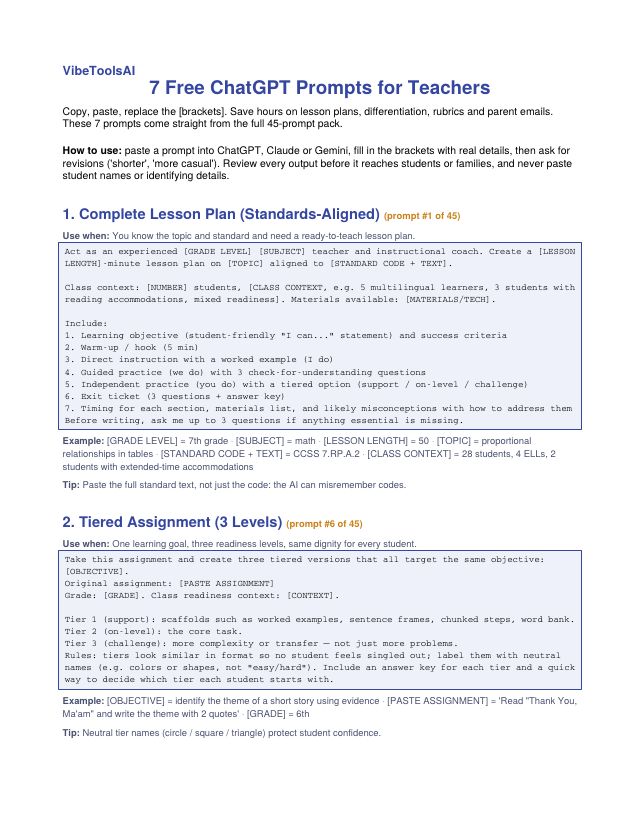 VibeToolsAI
7 Free ChatGPT Prompts for Teachers
Copy, paste, replace the [brackets]. Save hours on lesson plans, differentiation, rubrics and parent emails.
These 7 prompts come straight from the full 45-prompt pack.
How to use: paste a prompt into ChatGPT, Claude or Gemini, fill in the brackets with real details, then ask for
revisions ('shorter', 'more casual'). Review every output before it reaches students or families, and never paste
student names or identifying details.
1. Complete Lesson Plan (Standards-Aligned) (prompt #1 of 45)
Use when: You know the topic and standard and need a ready-to-teach lesson plan.
Act as an experienced [GRADE LEVEL] [SUBJECT] teacher and instructional coach. Create a [LESSON
LENGTH]-minute lesson plan on [TOPIC] aligned to [STANDARD CODE + TEXT].
Class context: [NUMBER] students, [CLASS CONTEXT, e.g. 5 multilingual learners, 3 students with
reading accommodations, mixed readiness]. Materials available: [MATERIALS/TECH].
Include:
1. Learning objective (student-friendly "I can..." statement) and success criteria
2. Warm-up / hook (5 min)
3. Direct instruction with a worked example (I do)
4. Guided practice (we do) with 3 check-for-understanding questions
5. Independent practice (you do) with a tiered option (support / on-level / challenge)
6. Exit ticket (3 questions + answer key)
7. Timing for each section, materials list, and likely misconceptions with how to address them
Before writing, ask me up to 3 questions if anything essential is missing.
Example: [GRADE LEVEL] = 7th grade · [SUBJECT] = math · [LESSON LENGTH] = 50 · [TOPIC] = proportional
relationships in tables · [STANDARD CODE + TEXT] = CCSS 7.RP.A.2 · [CLASS CONTEXT] = 28 students, 4 ELLs, 2
students with extended-time accommodations
Tip: Paste the full standard text, not just the code: the AI can misremember codes.
2. Tiered Assignment (3 Levels) (prompt #6 of 45)
Use when: One learning goal, three readiness levels, same dignity for every student.
Take this assignment and create three tiered versions that all target the same objective:
[OBJECTIVE].
Original assignment: [PASTE ASSIGNMENT]
Grade: [GRADE]. Class readiness context: [CONTEXT].
Tier 1 (support): scaffolds such as worked examples, sentence frames, chunked steps, word bank.
Tier 2 (on-level): the core task.
Tier 3 (challenge): more complexity or transfer — not just more problems.
Rules: tiers look similar in format so no student feels singled out; label them with neutral
names (e.g. colors or shapes, not "easy/hard"). Include an answer key for each tier and a quick
way to decide which tier each student starts with.
Example: [OBJECTIVE] = identify the theme of a short story using evidence · [PASTE ASSIGNMENT] = 'Read "Thank You,
Ma'am" and write the theme with 2 quotes' · [GRADE] = 6th
Tip: Neutral tier names (circle / square / triangle) protect student confidence.